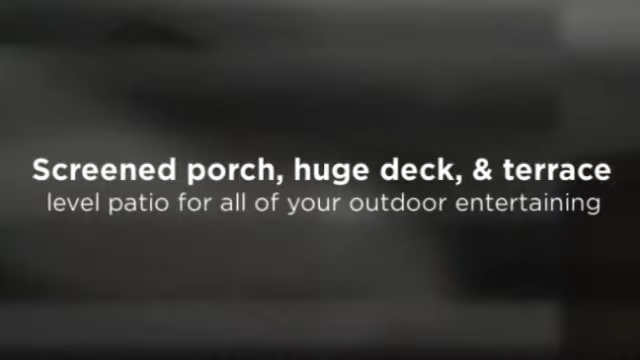 Screened porch, huge deck, & terrace
level patio for all of your outdoor entertaining